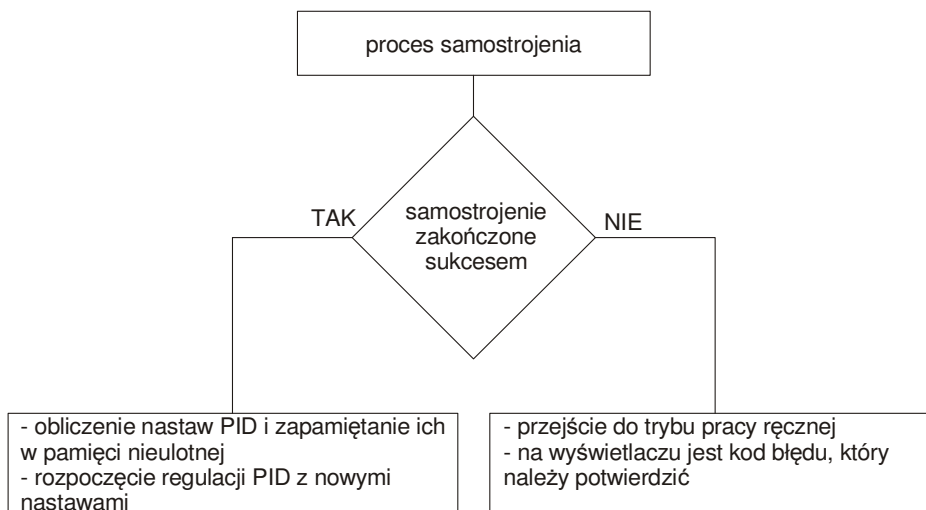 proces samostrojenia
TAK
samostrojenie
zakończone
sukcesem
NIE
- obliczenie nastaw PID i zapamiętanie ich
w pamięci nieulotnej
- rozpoczęcie regulacji PID z nowymi
nastawami
- przejście do trybu pracy ręcznej
- na wyświetlaczu jest kod błędu, który
należy potwierdzić